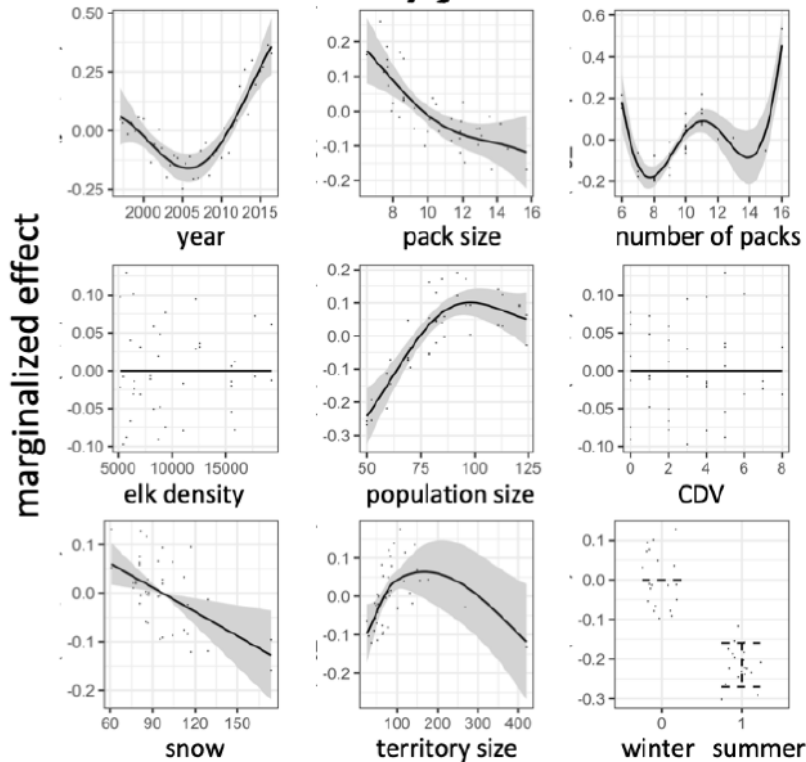 0.50
0.25
0.00
-0.25
2000 2005 2010 2015
year
0.2
0.1
0.0
-0.1
-0.2
8 10 12 14 16
pack size
0.6
0.4
0.2
0.0
-0.2
6 8 10 12 14 16
number of packs
marginalized effect
0.10
0.05
0.00
-0.05
-0.10
5000 10000 15000
elk density
0.2
0.1
0.0
-0.1
-0.2
-0.3
50 75 100 125
population size
0.10
0.05
0.00
-0.05
-0.10
0 2 4 6 8
CDV
0.1
0.0
-0.1
-0.2
60 90 120 150
snow
0.1
0.0
-0.1
-0.2
100 200 300 400
territory size
0.1
0.0
-0.1
-0.2
-0.3
0 1
winter summer